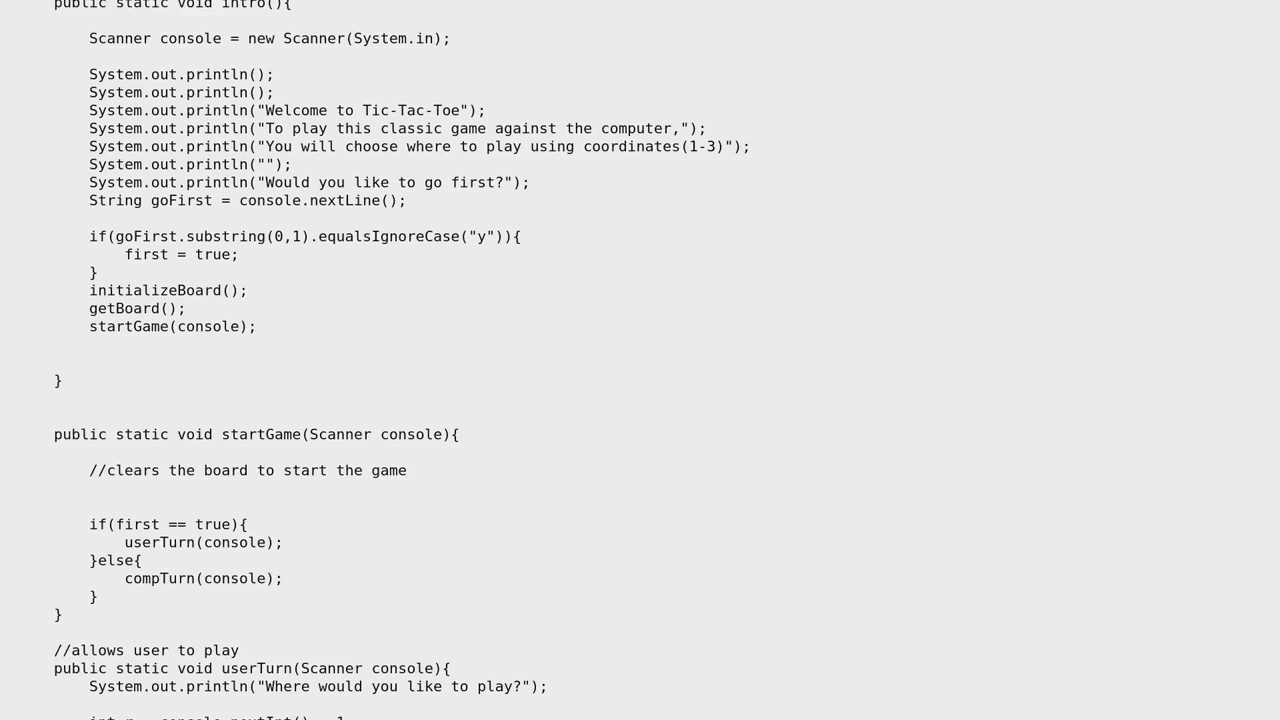 public static void intro(){
Scanner console = new Scanner(System.in);
System.out.println();
System.out.println();
System.out.println("Welcome to Tic-Tac-Toe");
System.out.println("To play this classic game against the computer,");
System.out.println("You will choose where to play using coordinates(1-3)");
System.out.println("");
System.out.println("Would you like to go first?");
String goFirst = console.nextLine();
if(goFirst.substring(0,1).equalsIgnoreCase("y")){
first = true;
}
initializeBoard();
getBoard();
startGame(console);
}
public static void startGame(Scanner console){
//clears the board to start the game
if(first == true){
userTurn(console);
}else{
compTurn(console);
}
}
//allows user to play
public static void userTurn(Scanner console){
System.out.println("Where would you like to play?");